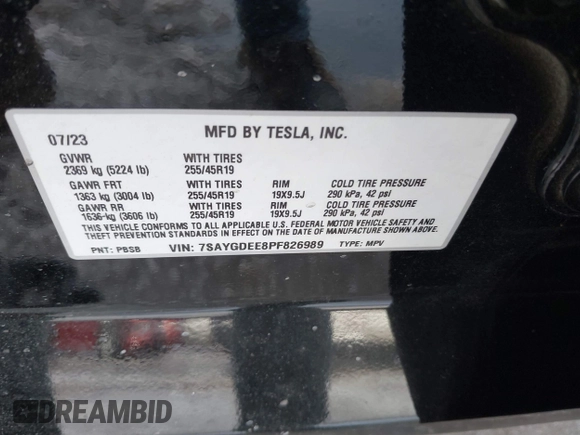 07/23 MFD BY TESLA, INC.
GVWR WITH TIRES
2369 kg (5224 lb) 255/45R19
GAWR FRT WITH TIRES RIM COLD TIRE PRESSURE
1363 kg (3004 lb) 255/45R19 19X9.5J 290 kPa, 42 psi
GAWR RR WITH TIRES RIM COLD TIRE PRESSURE
1636-kg (3606 lb) 255/45R19 19X9.5J 290 kPa, 42 psi
THIS VEHICLE CONFORMS TO ALL APPLICABLE U.S. FEDERAL MOTOR VEHICLE SAFETY AND
THEFT PREVENTION STANDARDS IN EFFECT ON THE DATE OF MANUFACTURE SHOWN ABOVE.
PNT: PBSB VIN: 7SAYGDEE8PF826989 TYPE: MPV
DREAMBID